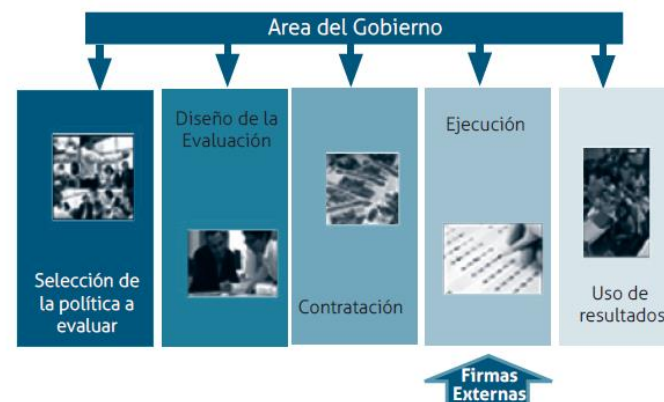 Area del Gobierno
Selección de
la política a
evaluar
Diseño de la
Evaluación
Contratación
Ejecución
Uso de
resultados
Firmas
Externas